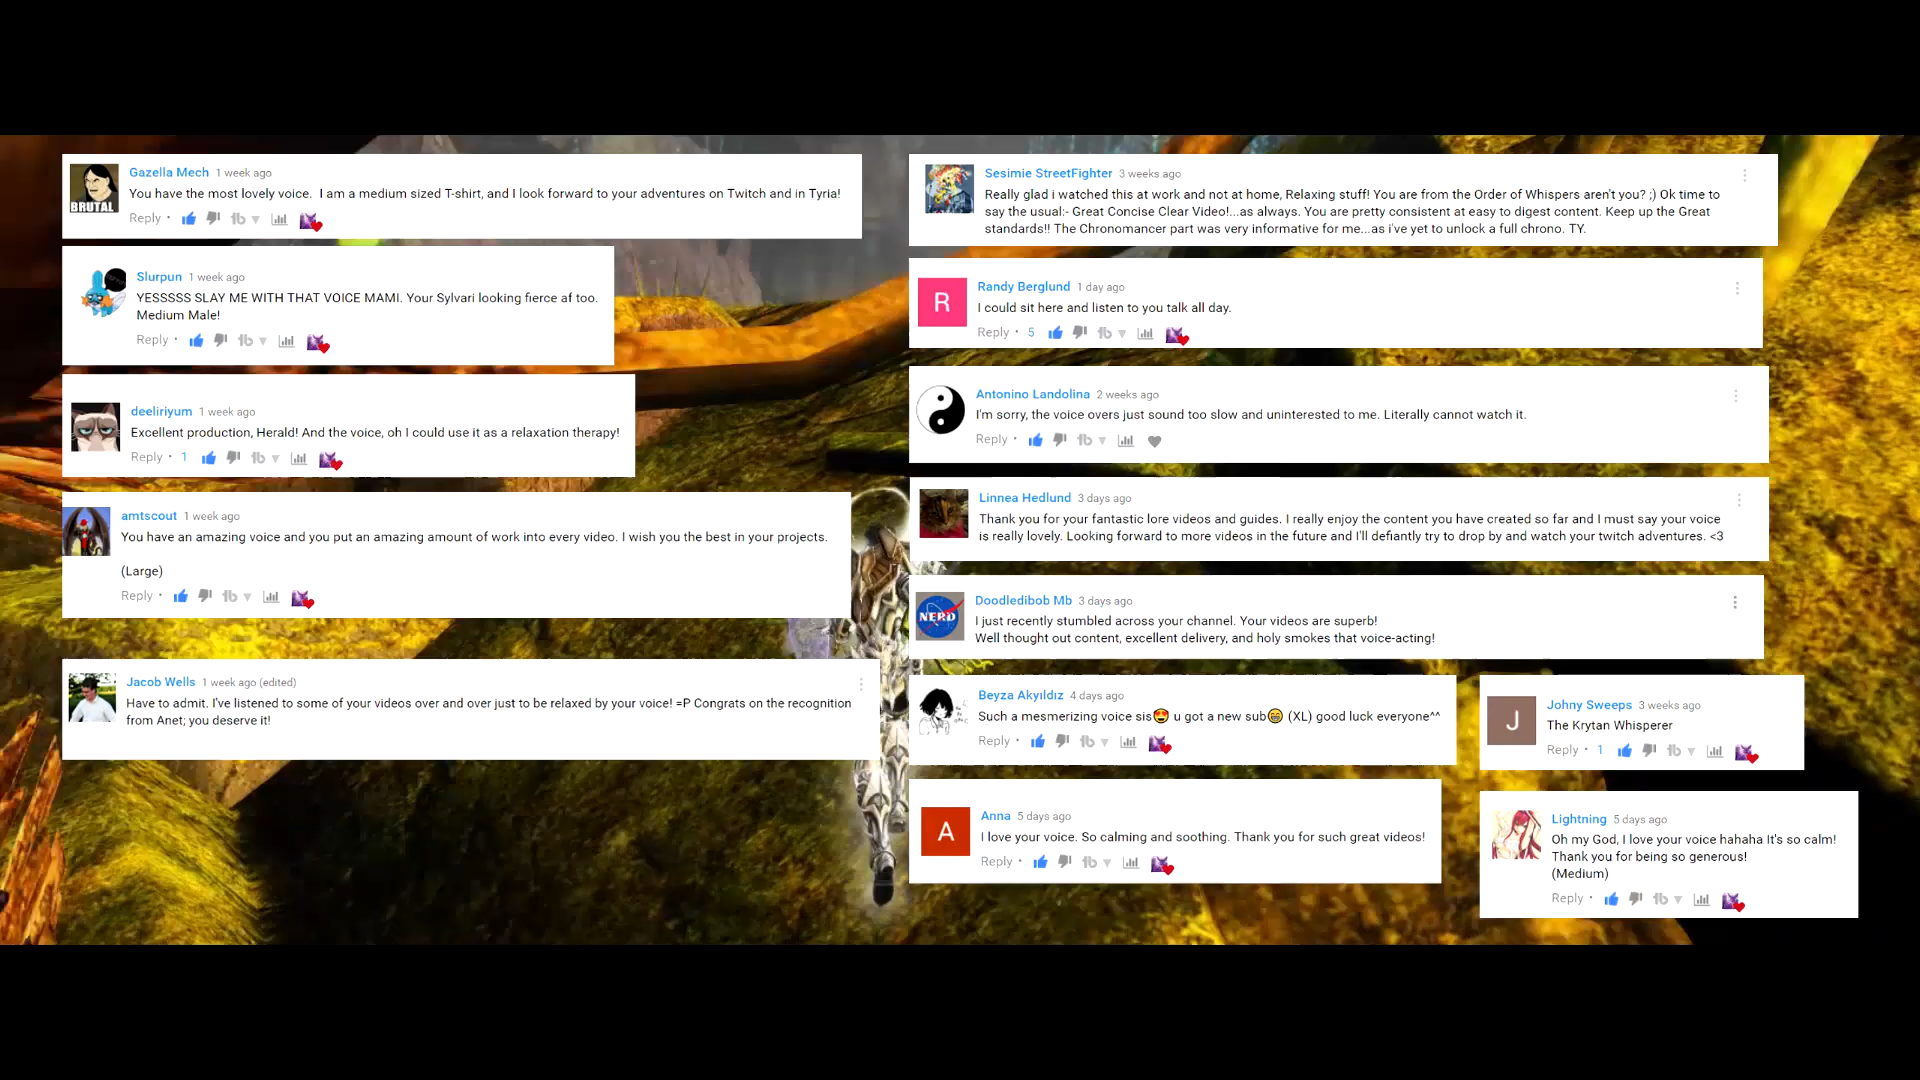 Gazella Mech 1 week ago
You have the most lovely voice. I am a medium sized T-shirt, and I look forward to your adventures on Twitch and in Tyria!
BRUTAL
Reply •
Slurpun 1 week ago
YESSSSS SLAY ME WITH THAT VOICE MAMI. Your Sylvari looking fierce af too.
Medium Male!
Reply •
deeliriyum 1 week ago
Excellent production, Herald! And the voice, oh I could use it as a relaxation therapy!
Reply • 1
amtscout 1 week ago
You have an amazing voice and you put an amazing amount of work into every video. I wish you the best in your projects.
(Large)
Reply •
Jacob Wells 1 week ago (edited)
Have to admit. I've listened to some of your videos over and over just to be relaxed by your voice! =P Congrats on the recognition
from Anet; you deserve it!
Sesimie StreetFighter 3 weeks ago
Really glad i watched this at work and not at home, Relaxing stuff! You are from the Order of Whispers aren't you? ;) Ok time to
say the usual:- Great Concise Clear Video!...as always. You are pretty consistent at easy to digest content. Keep up the Great
standards!! The Chronomancer part was very informative for me...as i've yet to unlock a full chrono. TY.
R
Randy Berglund 1 day ago
I could sit here and listen to you talk all day.
Reply • 5
Antonino Landolina 2 weeks ago
I'm sorry, the voice overs just sound too slow and uninterested to me. Literally cannot watch it.
Reply •
Linnea Hedlund 3 days ago
Thank you for your fantastic lore videos and guides. I really enjoy the content you have created so far and I must say your voice
is really lovely. Looking forward to more videos in the future and I'll defiantly try to drop by and watch your twitch adventures. <3
NERD
Doodledibob Mb 3 days ago
I just recently stumbled across your channel. Your videos are superb!
Well thought out content, excellent delivery, and holy smokes that voice-acting!
Beyza Akyıldız 4 days ago
Such a mesmerizing voice sis😍 u got a new sub😁 (XL) good luck everyone^^
Reply •
J
Johny Sweeps 3 weeks ago
The Krytan Whisperer
Reply • 1
A
Anna 5 days ago
I love your voice. So calming and soothing. Thank you for such great videos!
Reply •
Lightning 5 days ago
Oh my God, I love your voice hahaha It's so calm!
Thank you for being so generous!
(Medium)
Reply •